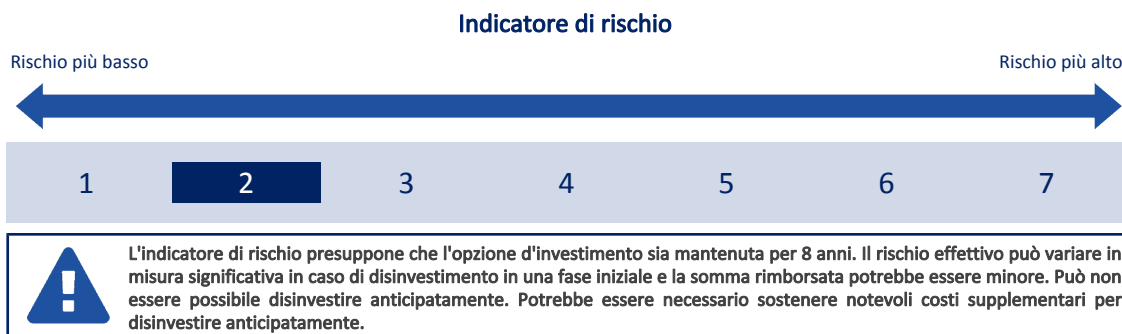 Indicatore di rischio
Rischio più basso
Rischio più alto
1 2 3 4 5 6 7
L'indicatore di rischio presuppone che l'opzione d'investimento sia mantenuta per 8 anni. Il rischio effettivo può variare in
misura significativa in caso di disinvestimento in una fase iniziale e la somma rimborsata potrebbe essere minore. Può non
essere possibile disinvestire anticipatamente. Potrebbe essere necessario sostenere notevoli costi supplementari per
disinvestire anticipatamente.